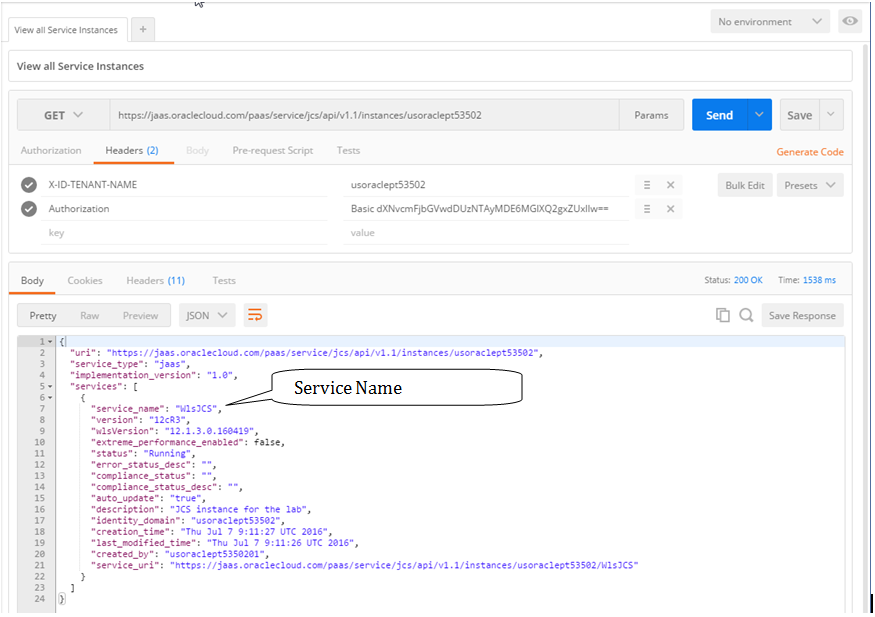 View all Service Instances
+
No environment
View all Service Instances
GET
https://jaas.oraclecloud.com/paas/service/jcs/api/v1.1/instances/usoraclept53502
Params
Send
Save
Authorization
Headers (2)
Body
Pre-request Script
Tests
Generate Code
X-ID-TENANT-NAME
usoraclept53502
Bulk Edit
Presets
Authorization
Basic
key
value
Body
Cookies
Headers (11)
Tests
Status: 200 OK
Time: 1538 ms
Pretty
Raw
Preview
JSON
Save Response
1 {
2 "uri": "https://jaas.oraclecloud.com/paas/service/jcs/api/v1.1/instances/usoraclept53502",
3 "service_type": "jaas",
4 "implementation_version": "1.0",
5 "services": [
6 {
7 "service_name": "WlsJCS",
8 "version": "12cR3",
9 "wlsVersion": "12.1.3.0.160419",
10 "extreme_performance_enabled": false,
11 "status": "Running",
12 "error_status_desc": "",
13 "compliance_status": "",
14 "compliance_status_desc": "",
15 "auto_update": "true",
16 "description": "JCS instance for the lab",
17 "identity_domain": "usoraclept53502",
18 "creation_time": "Thu Jul 7 9:11:27 UTC 2016",
19 "last_modified_time": "Thu Jul 7 9:11:26 UTC 2016",
20 "created_by": "usoraclept5350201",
21 "service_uri": "https://jaas.oraclecloud.com/paas/service/jcs/api/v1.1/instances/usoraclept53502/WlsJCS"
22 }
23 ]
24 }
Service Name